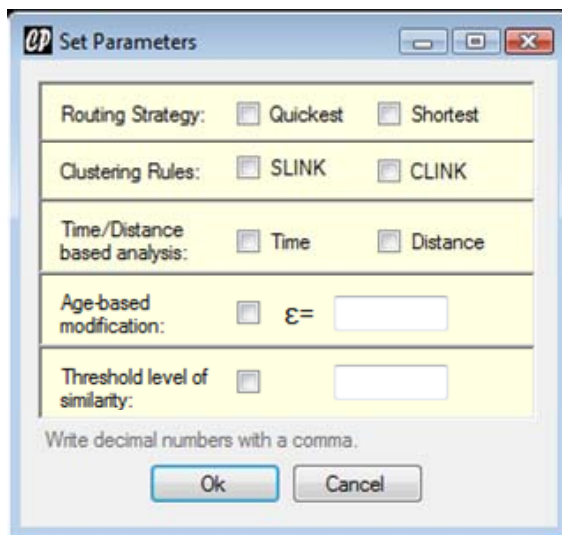 CP Set Parameters
Routing Strategy: Quickest Shortest
Clustering Rules: SLINK CLINK
Time/Distance
based analysis: Time Distance
Age-based
modification: ε=
Threshold level of
similarity:
Write decimal numbers with a comma.
Ok Cancel